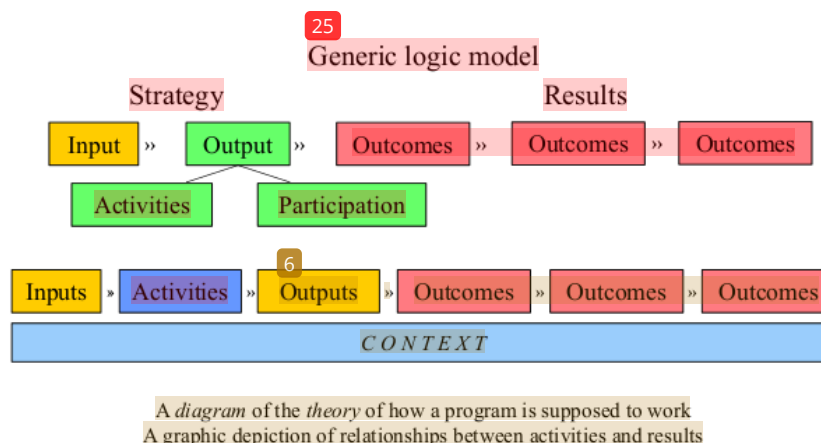 25
Generic logic model
Strategy Results
Input » Output » Outcomes » Outcomes » Outcomes
Activities Participation
6
Inputs » Activities » Outputs » Outcomes » Outcomes » Outcomes
CONTEXT
A diagram of the theory of how a program is supposed to work
A graphic depiction of relationships between activities and results